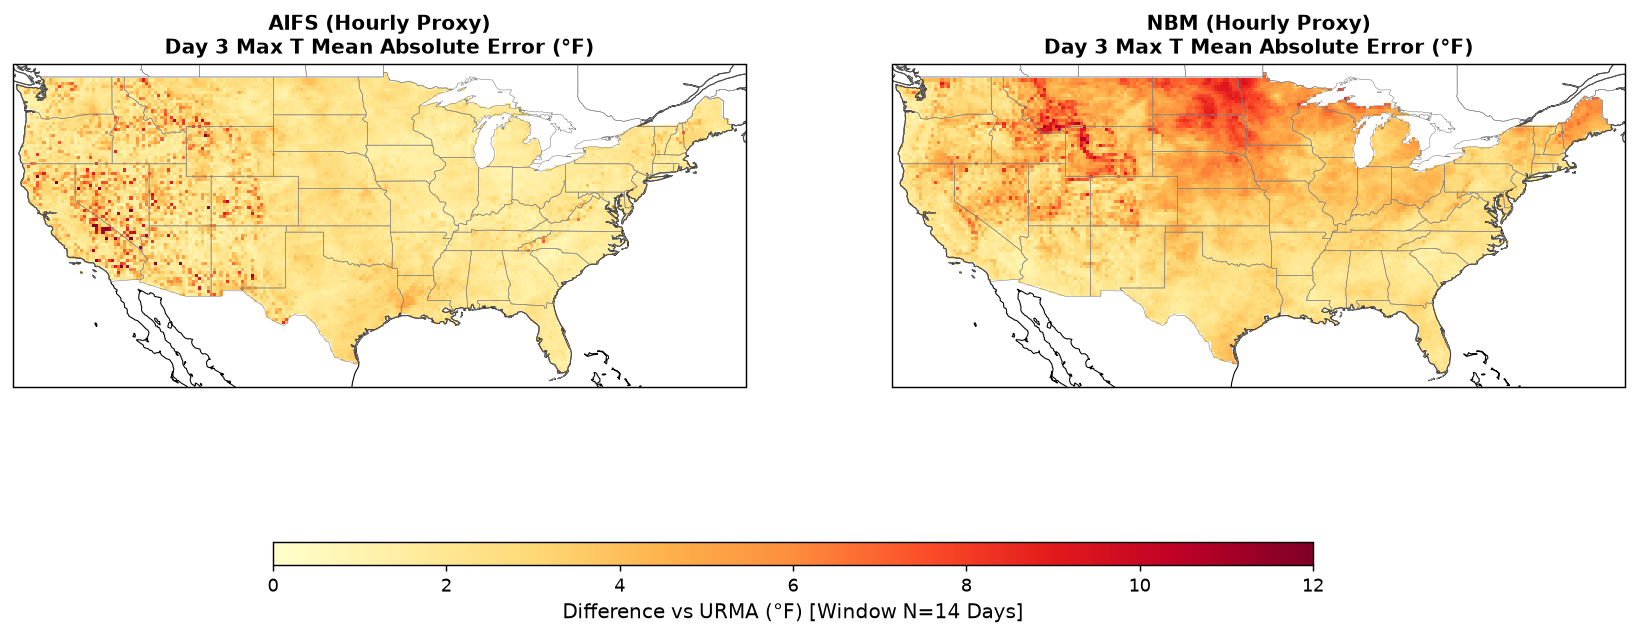 AIFS (Hourly Proxy)
Day 3 Max T Mean Absolute Error (°F)
NBM (Hourly Proxy)
Day 3 Max T Mean Absolute Error (°F)
0 2 4 6 8 10 12
Difference vs URMA (°F) [Window N=14 Days]